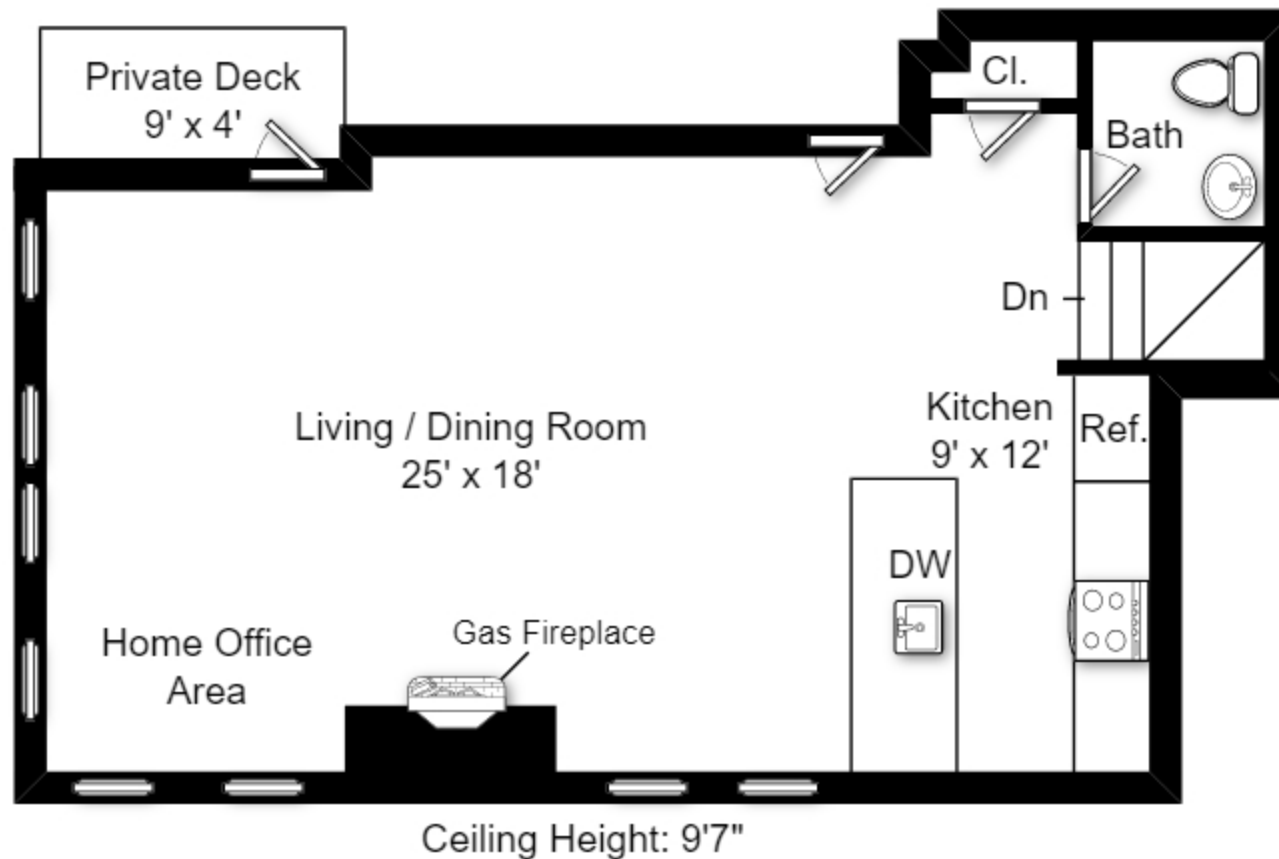 Private Deck
9' x 4'
Cl.
Bath
Dn
Living / Dining Room
25' x 18'
Kitchen
9' x 12'
Ref.
DW
Home Office
Area
Gas Fireplace
Ceiling Height: 9'7"